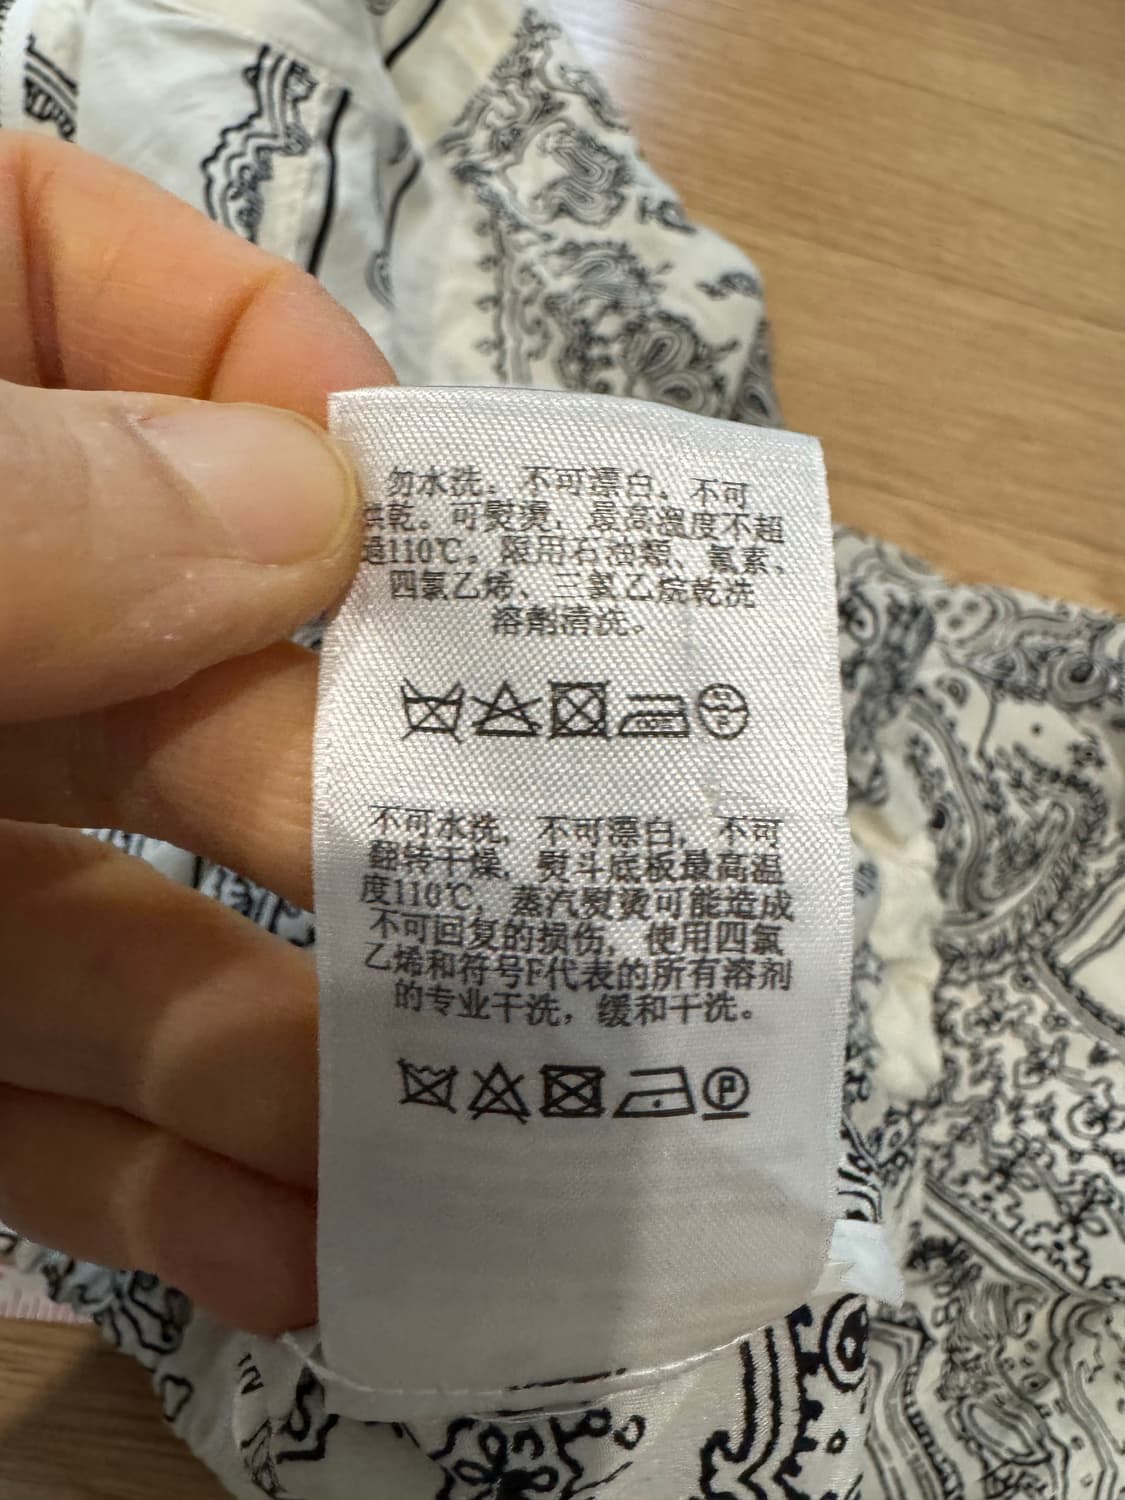 勿水洗。不可漂白。不可
烘乾。可熨燙，最高溫度不超
過110℃。限用石油類、氟素、
四氯乙烯、三氯乙烷乾洗
溶劑清洗。
不可水洗，不可漂白，不可
翻转干燥，熨斗底板最高温
度110℃，蒸汽熨烫可能造成
不可回复的损伤，使用四氯
乙烯和符号F代表的所有溶剂
的专业干洗，缓和干洗。
P